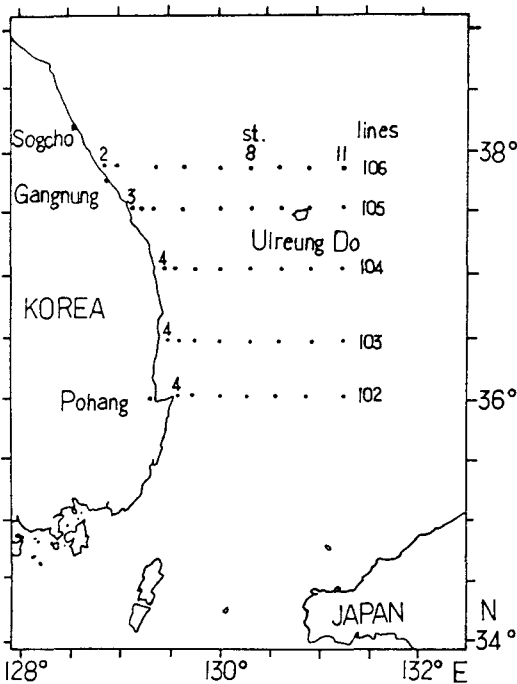 st. lines
Sogcho
2 8 11 38°
106
Gangnung 3 105
Ulreung Do
4 104
KOREA
4 103
4
Pohang 102 36°
JAPAN N
34°
128° 130° 132° E